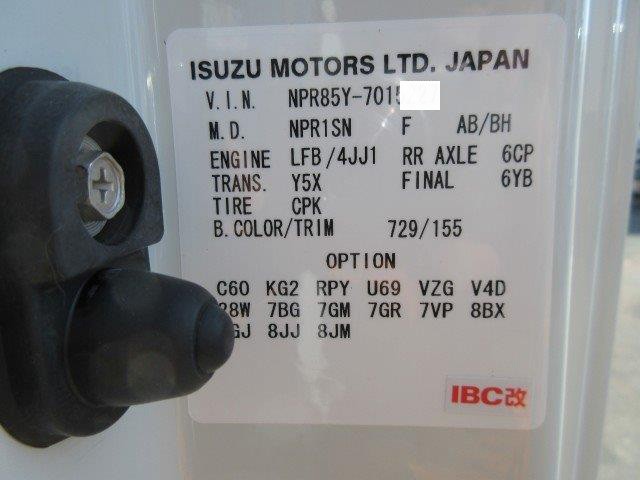 ISUZU MOTORS LTD. JAPAN
V.I.N. NPR85Y-7015
M.D. NPR1SN F AB/BH
ENGINE LFB/4JJ1 RR AXLE 6CP
TRANS. Y5X FINAL 6YB
TIRE CPK
B.COLOR/TRIM 729/155
OPTION
C60 KG2 RPY U69 VZG V4D
7BG 7GM 7GR 7VP 8BX
8JJ 8JM
IBC改